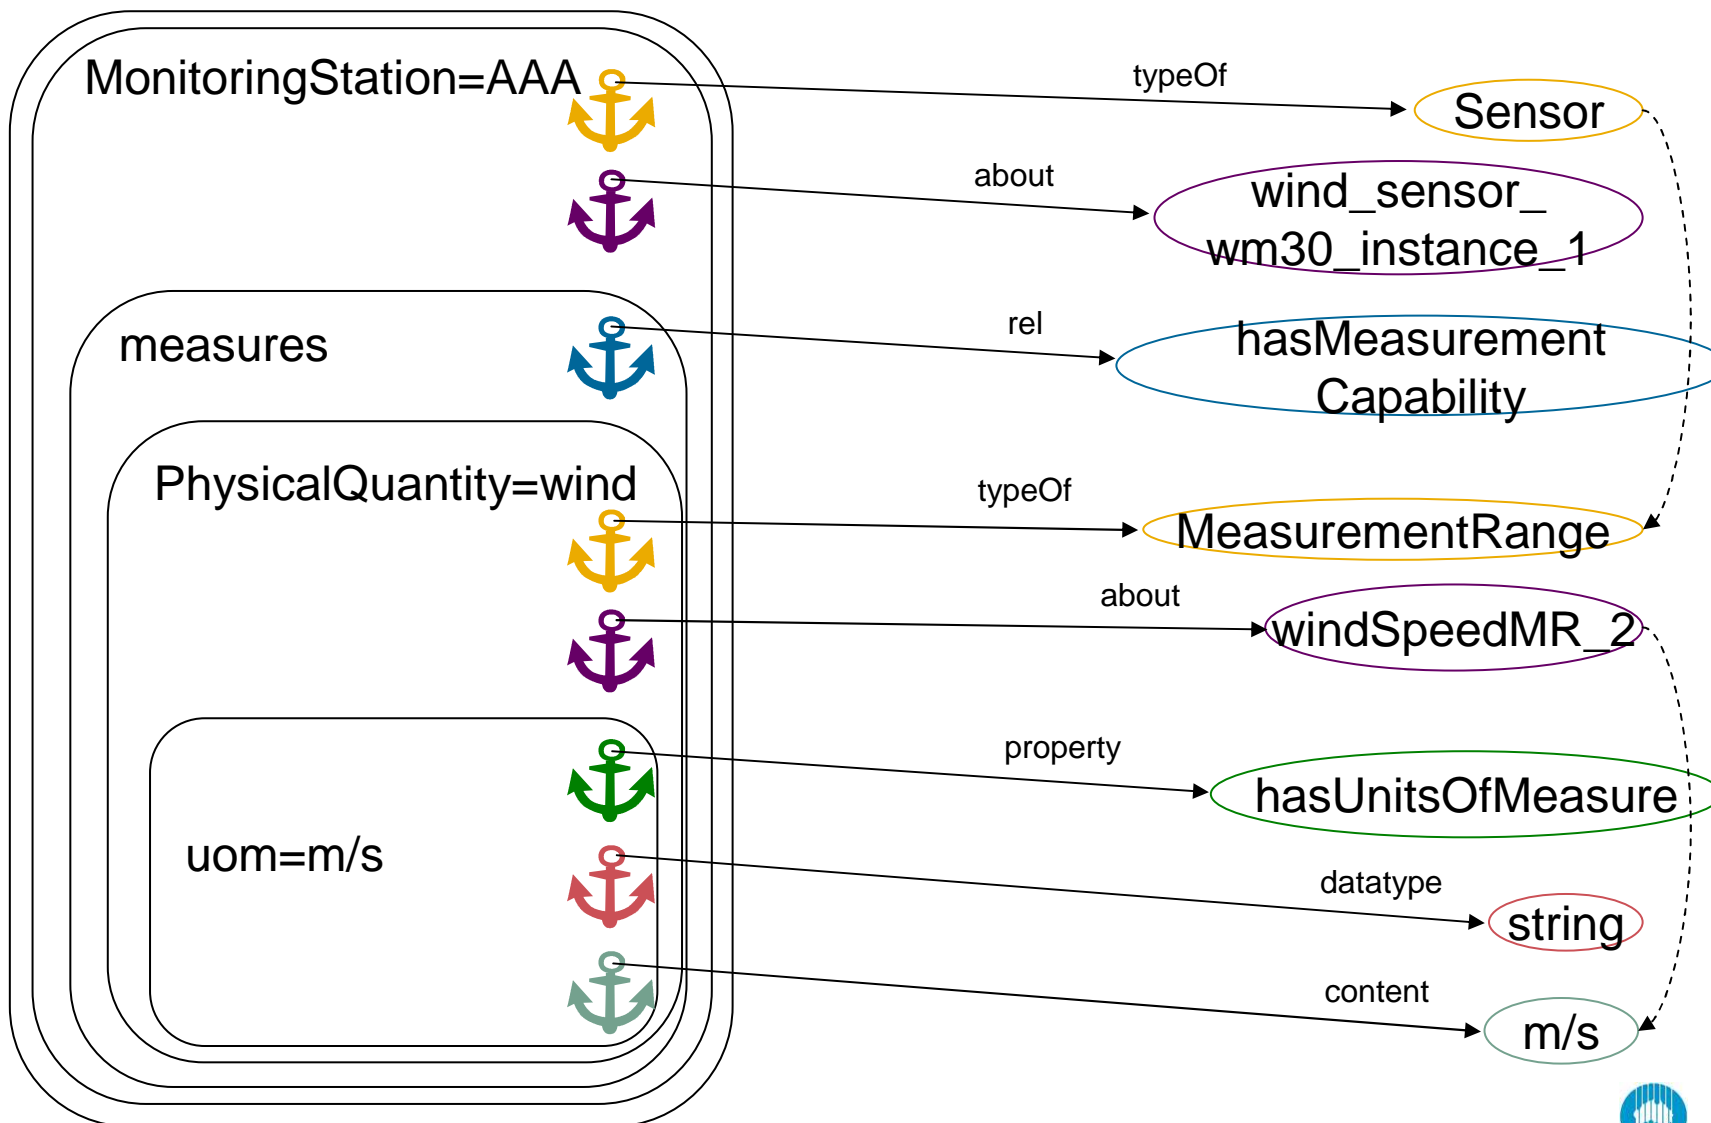 MonitoringStation=AAA
typeOf
Sensor
about
wind_sensor_
wm30_instance_1
measures
rel
hasMeasurement
Capability
PhysicalQuantity=wind
typeOf
MeasurementRange
about
windSpeedMR_2
property
hasUnitsOfMeasure
uom=m/s
datatype
string
content
m/s